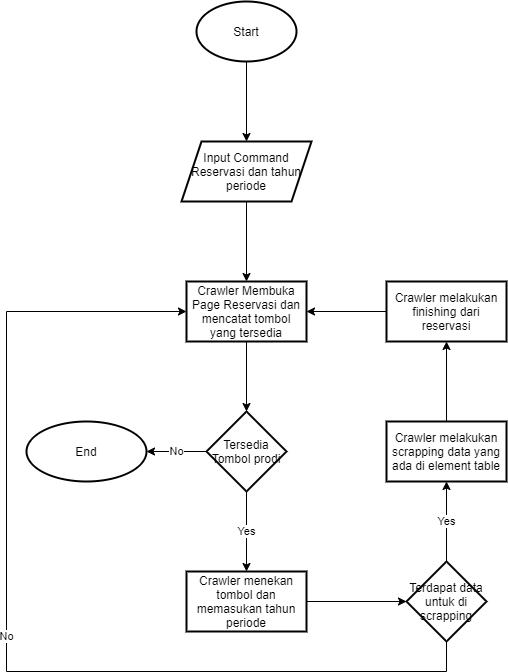 Start
Input Command
Reservasi dan tahun
periode
Crawler Membuka
Page Reservasi dan
mencatat tombol
yang tersedia
Crawler melakukan
finishing dari
reservasi
Tersedia
Tombol prodi
No
End
Crawler melakukan
scrapping data yang
ada di element table
Yes
Yes
Crawler menekan
tombol dan
memasukan tahun
periode
Terdapat data
untuk di
scrapping
No